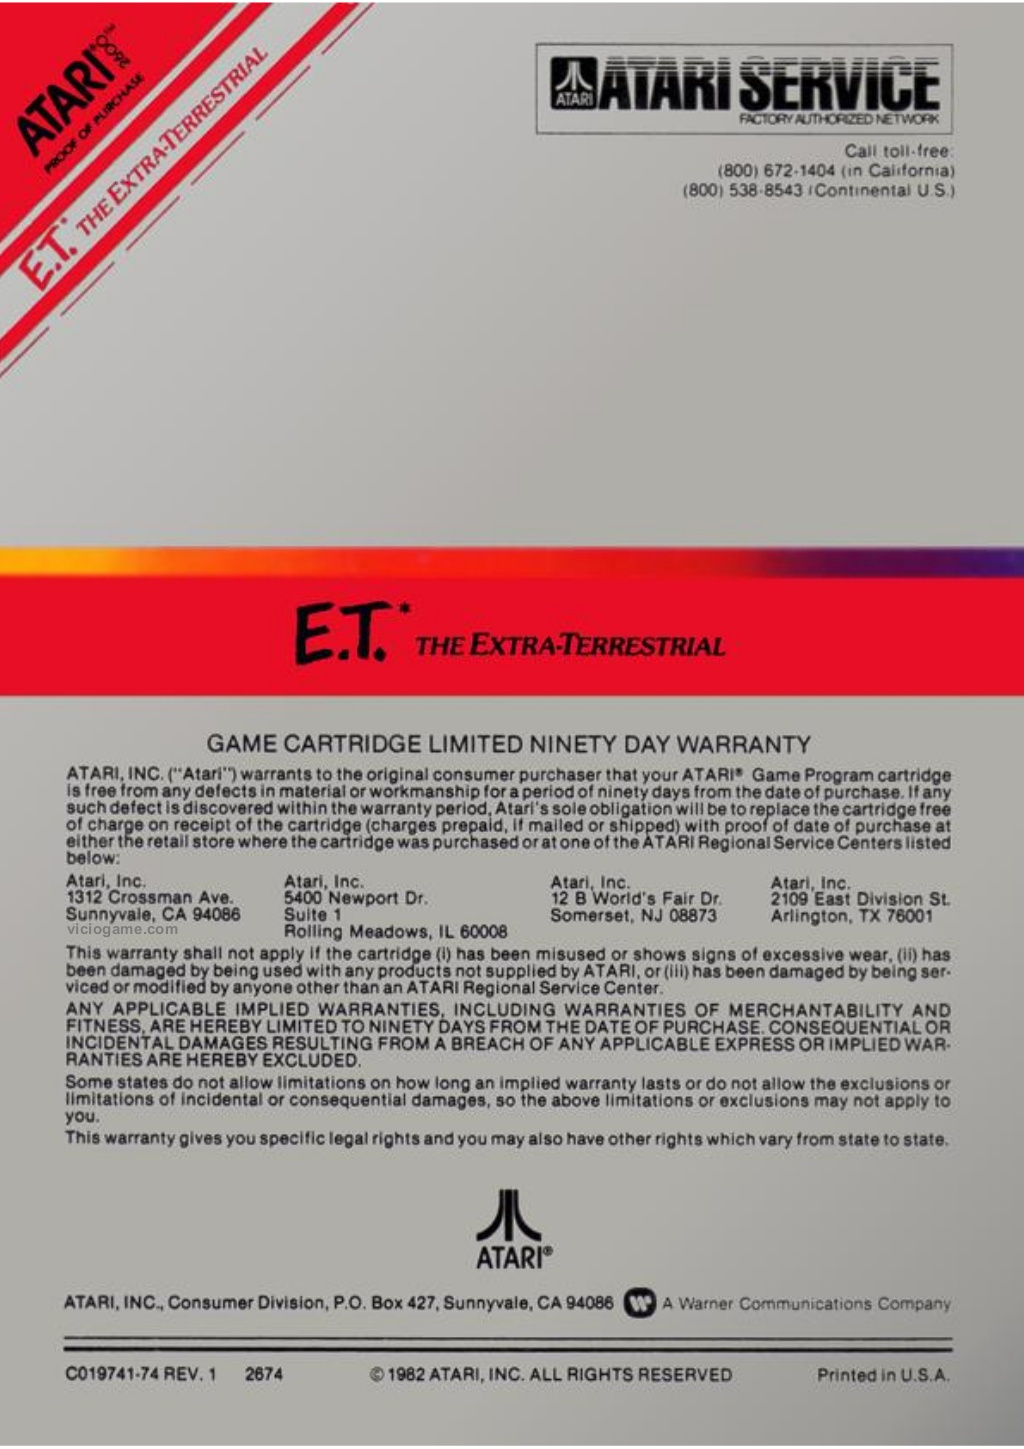 ATARI® 2600™
PROOF OF PURCHASE
E.T.* THE EXTRA-TERRESTRIAL
ATARI
ATARI SERVICE
FACTORY AUTHORIZED NETWORK
Call toll-free:
(800) 672-1404 (in California)
(800) 538-8543 (Continental U.S.)
E.T.* THE EXTRA-TERRESTRIAL
GAME CARTRIDGE LIMITED NINETY DAY WARRANTY
ATARI, INC. ("Atari") warrants to the original consumer purchaser that your ATARI® Game Program cartridge
is free from any defects in material or workmanship for a period of ninety days from the date of purchase. If any
such defect is discovered within the warranty period, Atari's sole obligation will be to replace the cartridge free
of charge on receipt of the cartridge (charges prepaid, if mailed or shipped) with proof of date of purchase at
either the retail store where the cartridge was purchased or at one of the ATARI Regional Service Centers listed
below:
Atari, Inc.
1312 Crossman Ave.
Sunnyvale, CA 94086
viciogame.com
Atari, Inc.
5400 Newport Dr.
Suite 1
Rolling Meadows, IL 60008
Atari, Inc.
12 B World's Fair Dr.
Somerset, NJ 08873
Atari, Inc.
2109 East Division St.
Arlington, TX 76001
This warranty shall not apply if the cartridge (i) has been misused or shows signs of excessive wear, (ii) has
been damaged by being used with any products not supplied by ATARI, or (iii) has been damaged by being ser-
viced or modified by anyone other than an ATARI Regional Service Center.
ANY APPLICABLE IMPLIED WARRANTIES, INCLUDING WARRANTIES OF MERCHANTABILITY AND
FITNESS, ARE HEREBY LIMITED TO NINETY DAYS FROM THE DATE OF PURCHASE. CONSEQUENTIAL OR
INCIDENTAL DAMAGES RESULTING FROM A BREACH OF ANY APPLICABLE EXPRESS OR IMPLIED WAR-
RANTIES ARE HEREBY EXCLUDED.
Some states do not allow limitations on how long an implied warranty lasts or do not allow the exclusions or
limitations of incidental or consequential damages, so the above limitations or exclusions may not apply to
you.
This warranty gives you specific legal rights and you may also have other rights which vary from state to state.
ATARI®
ATARI, INC., Consumer Division, P.O. Box 427, Sunnyvale, CA 94086 A Warner Communications Company
C019741-74 REV. 1 2674 © 1982 ATARI, INC. ALL RIGHTS RESERVED Printed in U.S.A.